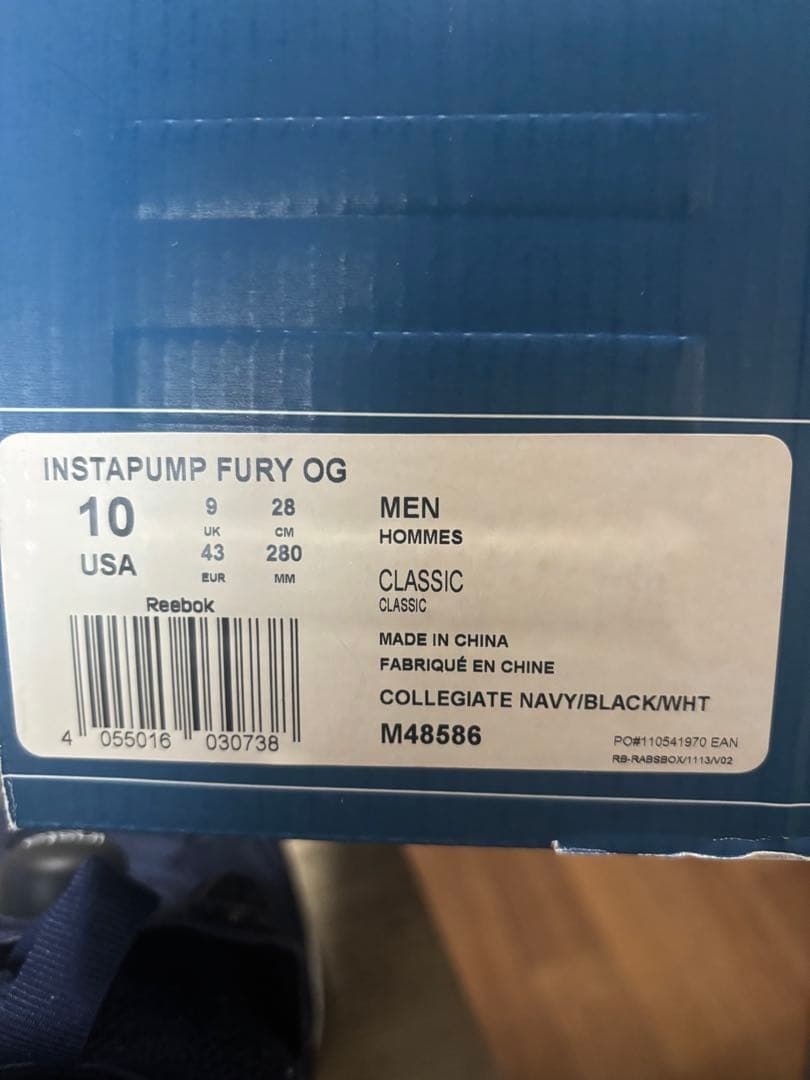 INSTAPUMP FURY OG
10
USA
9
UK
43
EUR
28
CM
280
MM
Reebok
4 055016 030738
MEN
HOMMES
CLASSIC
CLASSIC
MADE IN CHINA
FABRIQUÉ EN CHINE
COLLEGIATE NAVY/BLACK/WHT
M48586
PO#110541970 EAN
RB-RABSBOX/1113/V02